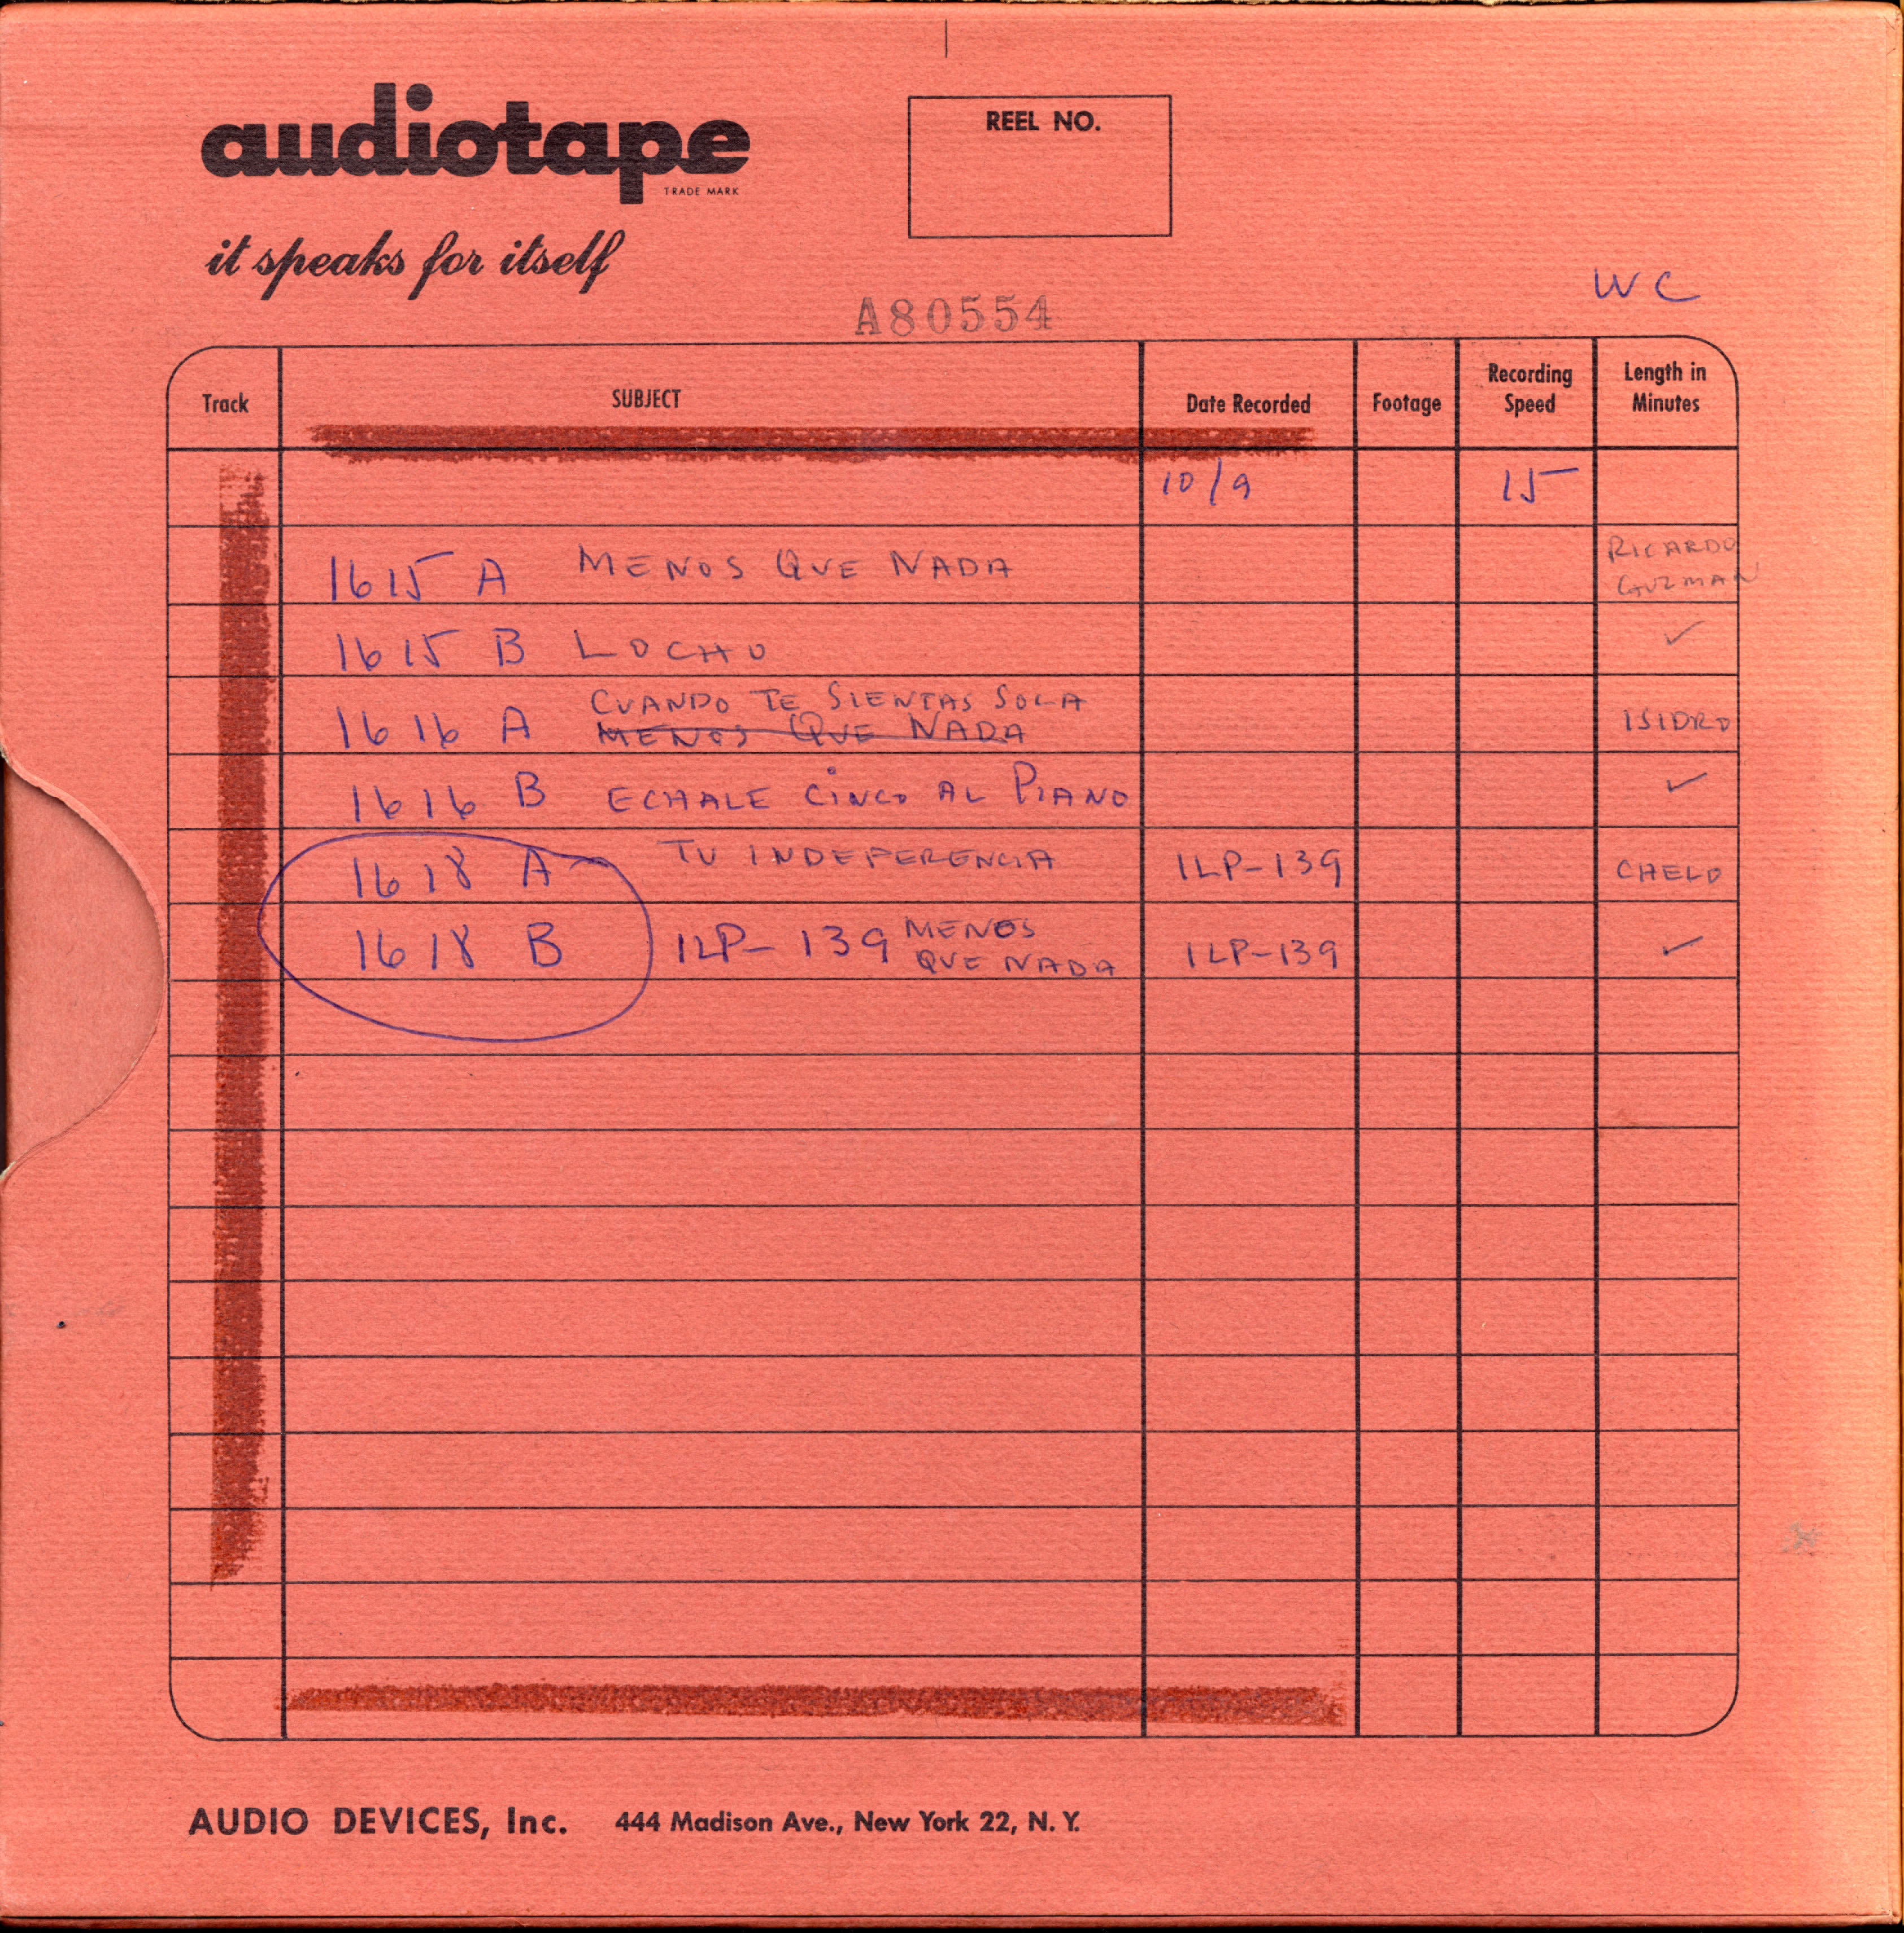 audiotape
TRADE MARK
it speaks for itself
REEL NO.
A80554
WC
Track SUBJECT Date Recorded Footage Recording Speed Length in Minutes
10/9 15
1615 A MENOS QUE NADA RICARDO GUZMAN
1615 B LOCHO ✓
1616 A CUANDO TE SIENTAS SOLA ISIDRO
MENOS QUE NADA
1616 B ECHALE CINCO AL PIANO ✓
1618 A TU INDEFERENCIA ILP-139 CHELO
1618 B ILP-139 MENOS QUE NADA ILP-139 ✓
AUDIO DEVICES, Inc. 444 Madison Ave., New York 22, N. Y.